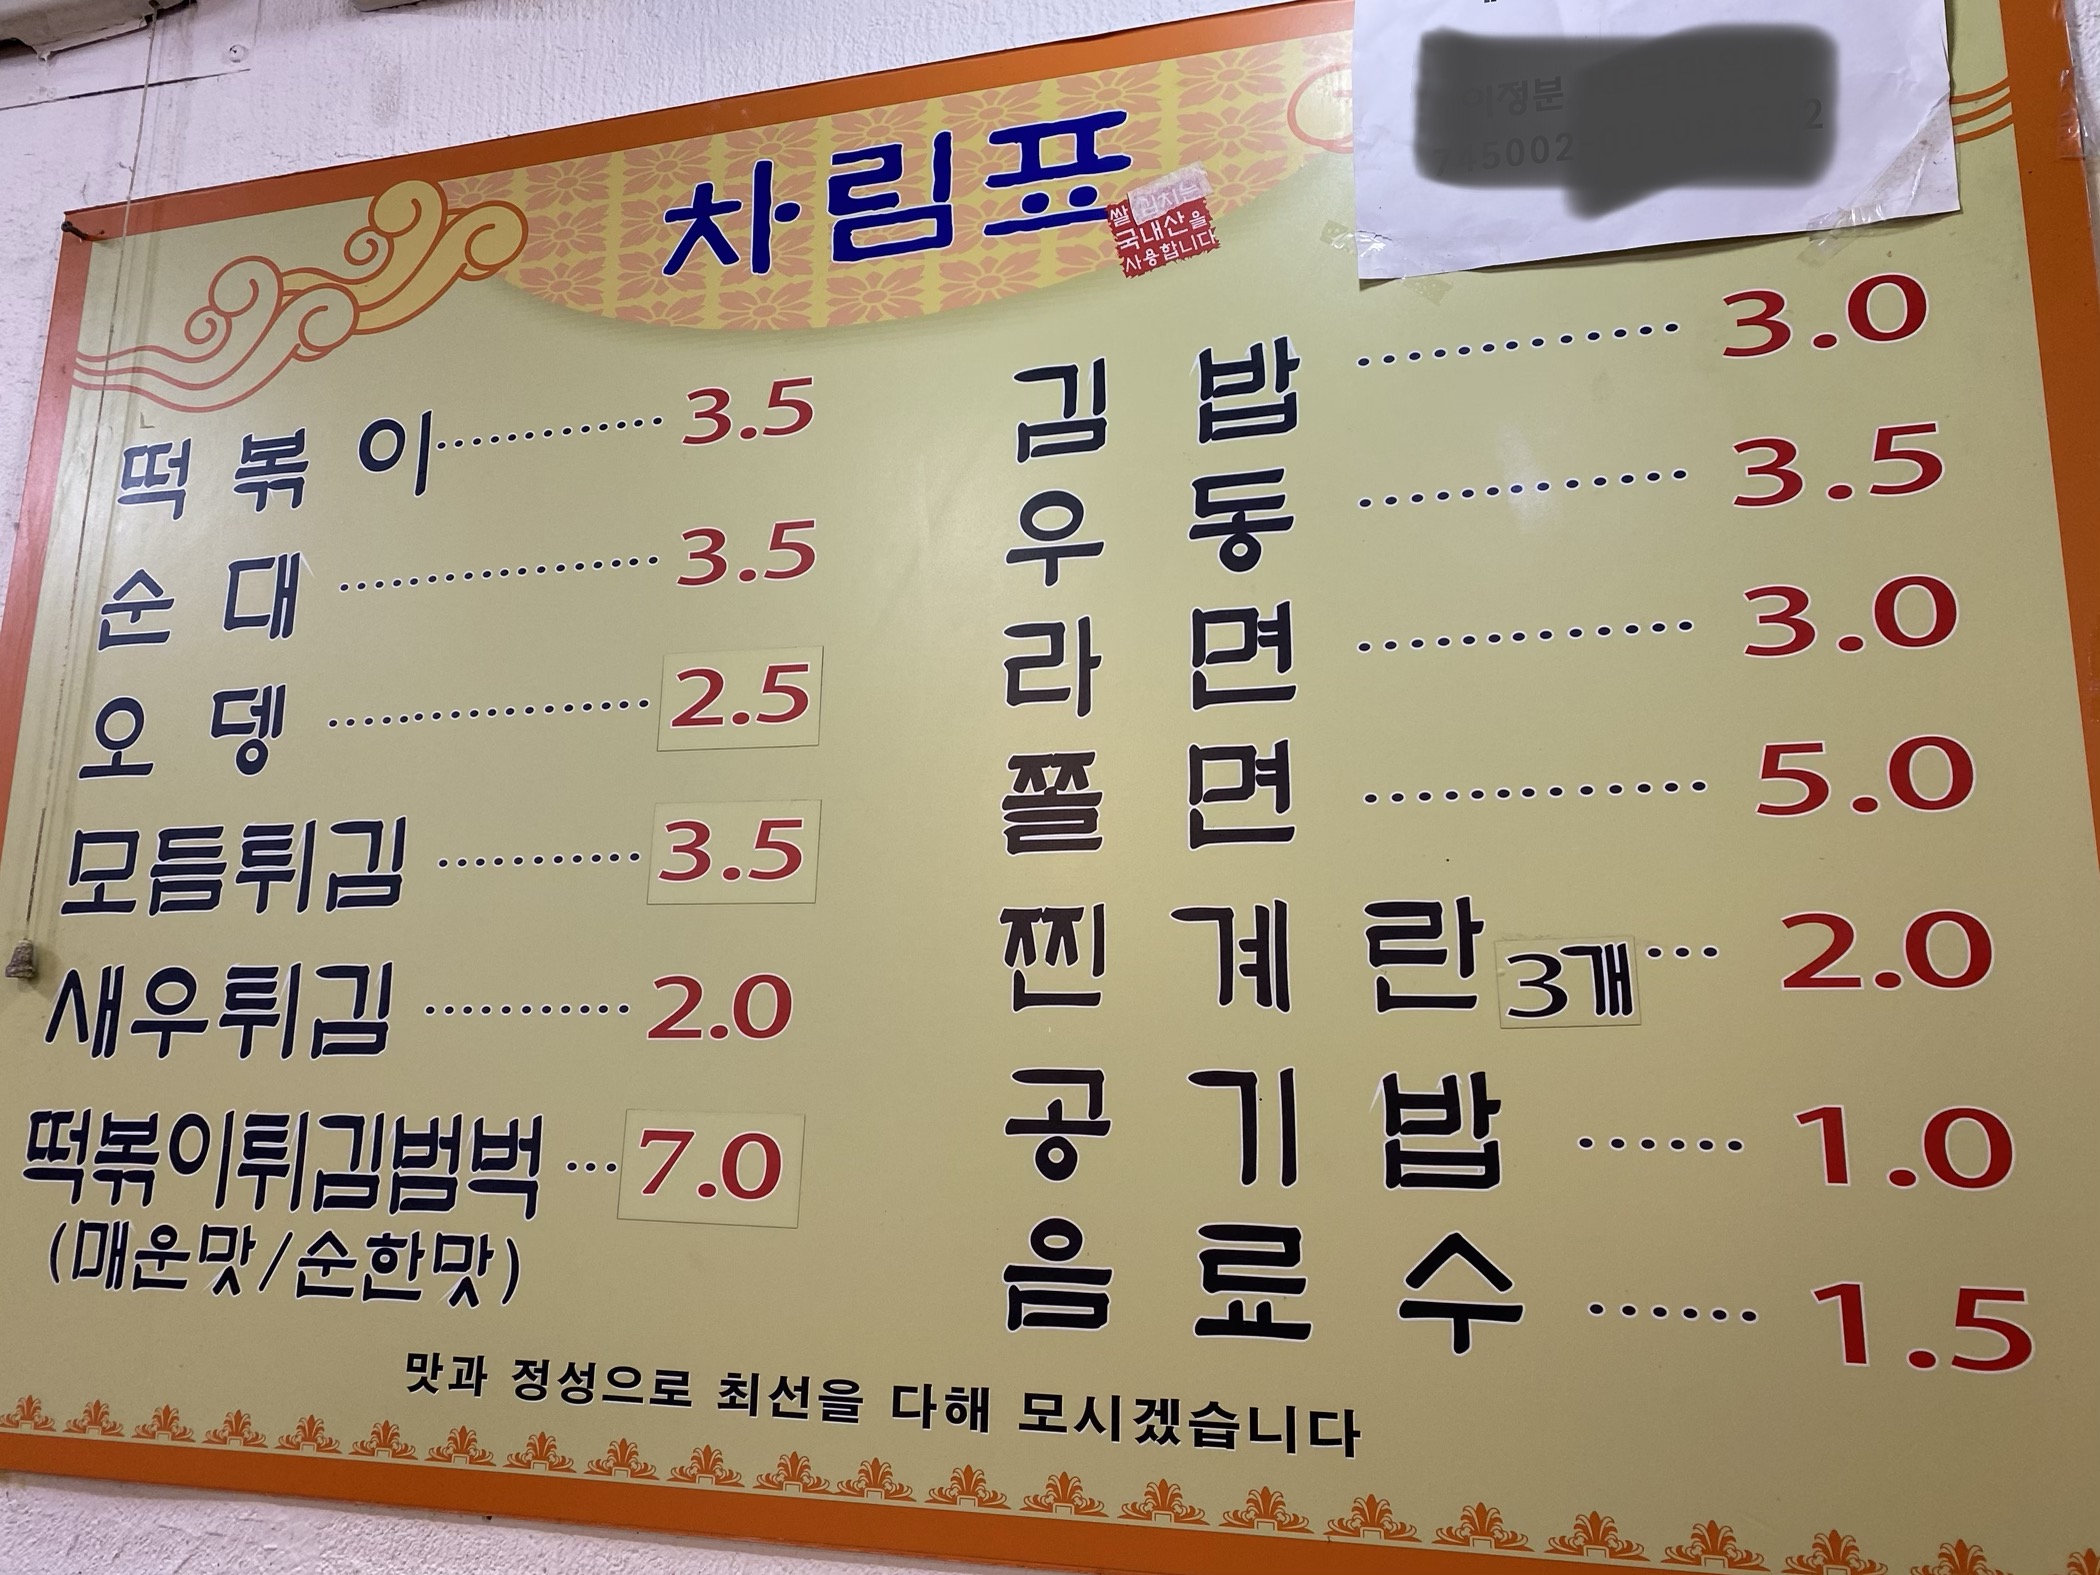 차림표
쌀
국내산을
사용합니다
떡볶이 3.5
순대 3.5
오뎅 2.5
모듬튀김 3.5
새우튀김 2.0
떡볶이튀김범벅 7.0
(매운맛/순한맛)
김밥 3.0
우동 3.5
라면 3.0
쫄면 5.0
찐계란 3개 2.0
공기밥 1.0
음료수 1.5
맛과 정성으로 최선을 다해 모시겠습니다